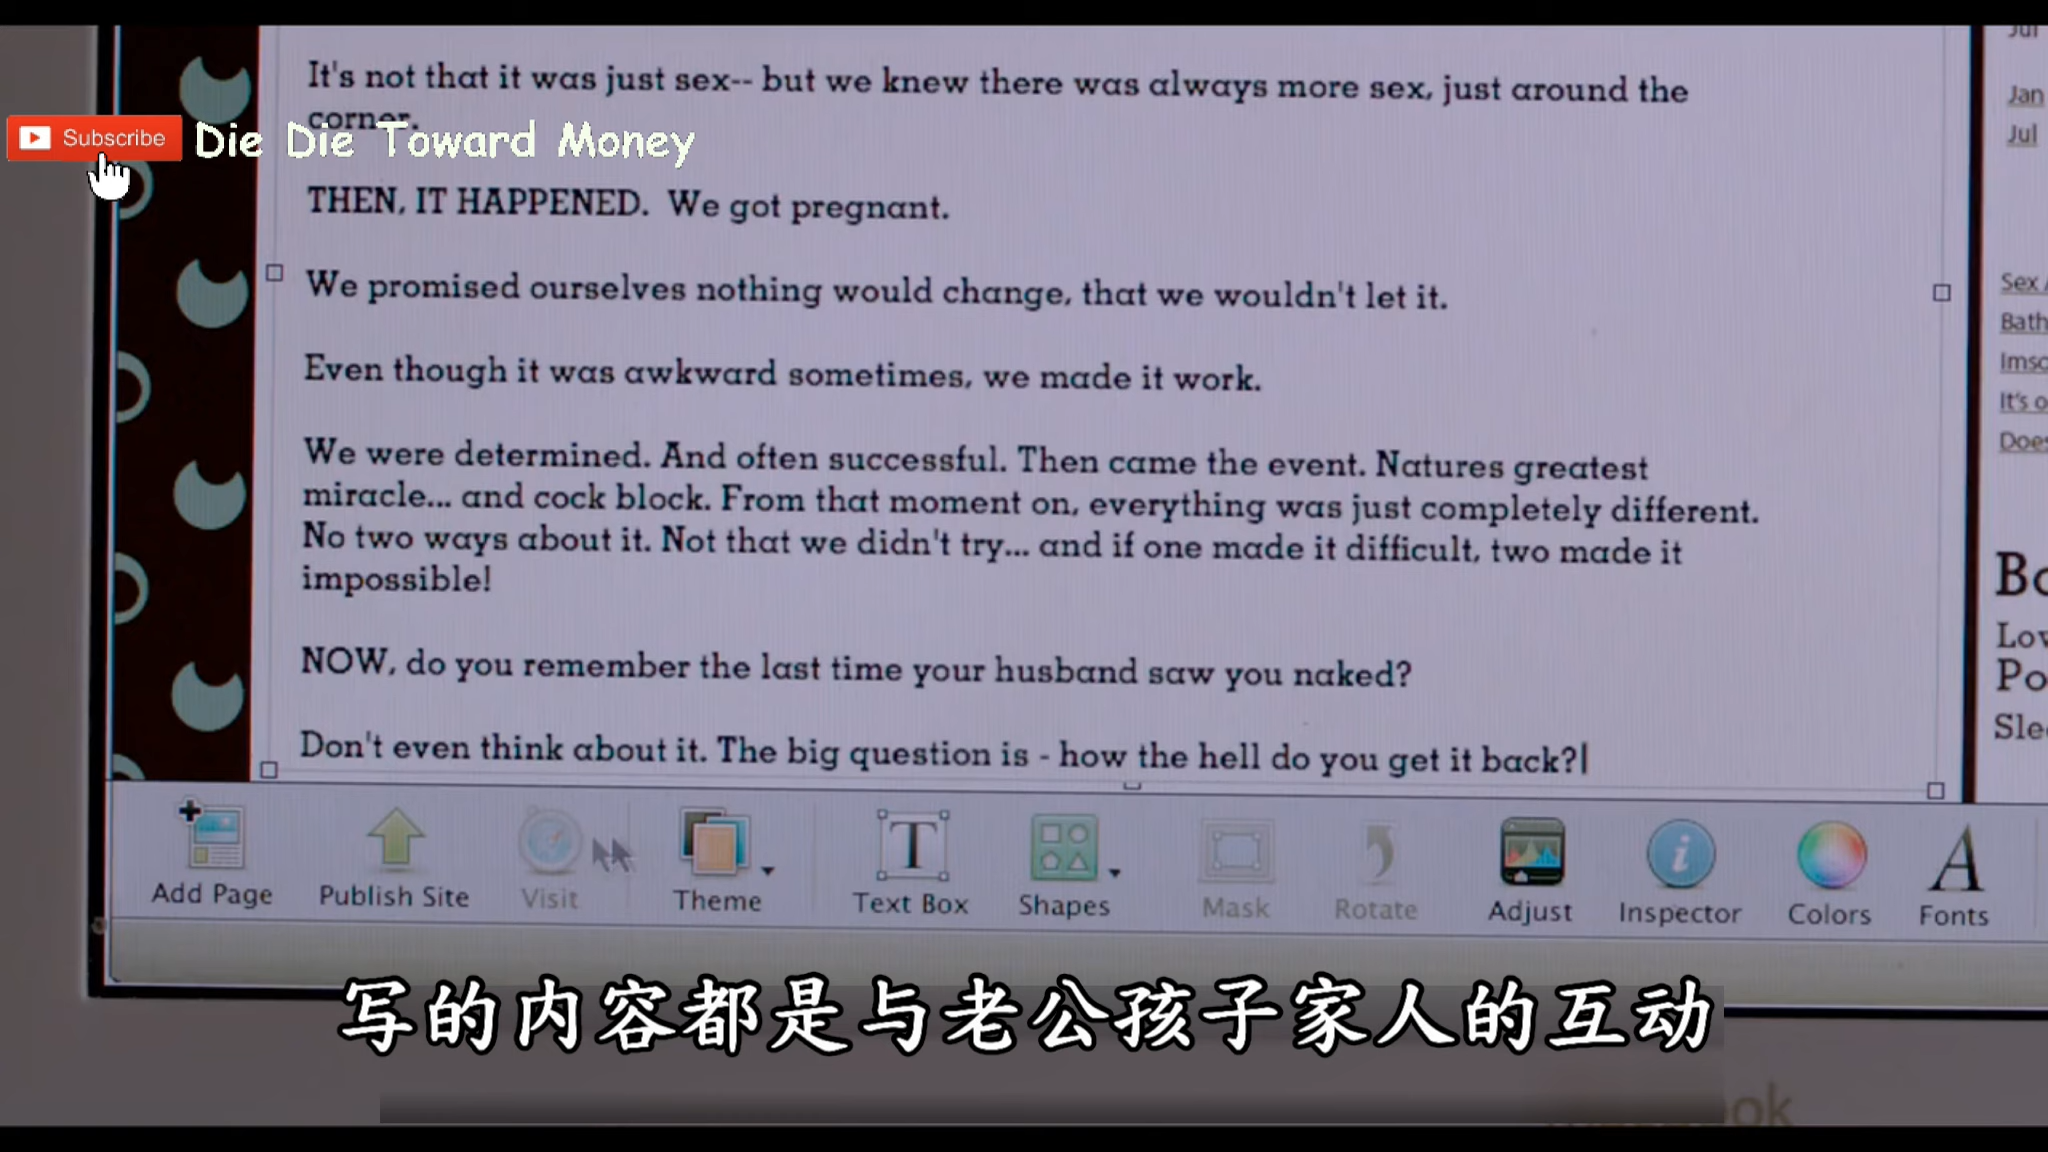 It's not that it was just sex-- but we knew there was always more sex, just around the
corner.
Subscribe
Die Die Toward Money
THEN, IT HAPPENED. We got pregnant.
We promised ourselves nothing would change, that we wouldn't let it.
Even though it was awkward sometimes, we made it work.
We were determined. And often successful. Then came the event. Natures greatest
miracle... and cock block. From that moment on, everything was just completely different.
No two ways about it. Not that we didn't try... and if one made it difficult, two made it
impossible!
NOW, do you remember the last time your husband saw you naked?
Don't even think about it. The big question is - how the hell do you get it back?
Jul
Jan
Jul
Sex
Bath
It's o
Add Page
Publish Site
Visit
Theme
Text Box
Shapes
Mask
Rotate
Adjust
Inspector
Colors
Fonts
写的内容都是与老公孩子家人的互动